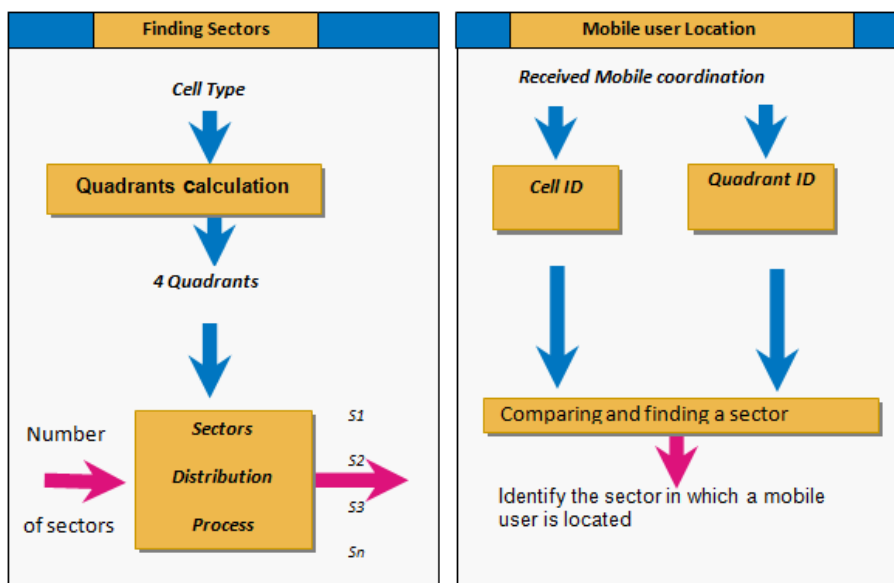 Finding Sectors
Cell Type
Quadrants calculation
4 Quadrants
Number
of sectors
Sectors
Distribution
Process
S1
S2
S3
Sn
Mobile user Location
Received Mobile coordination
Cell ID
Quadrant ID
Comparing and finding a sector
Identify the sector in which a mobile
user is located